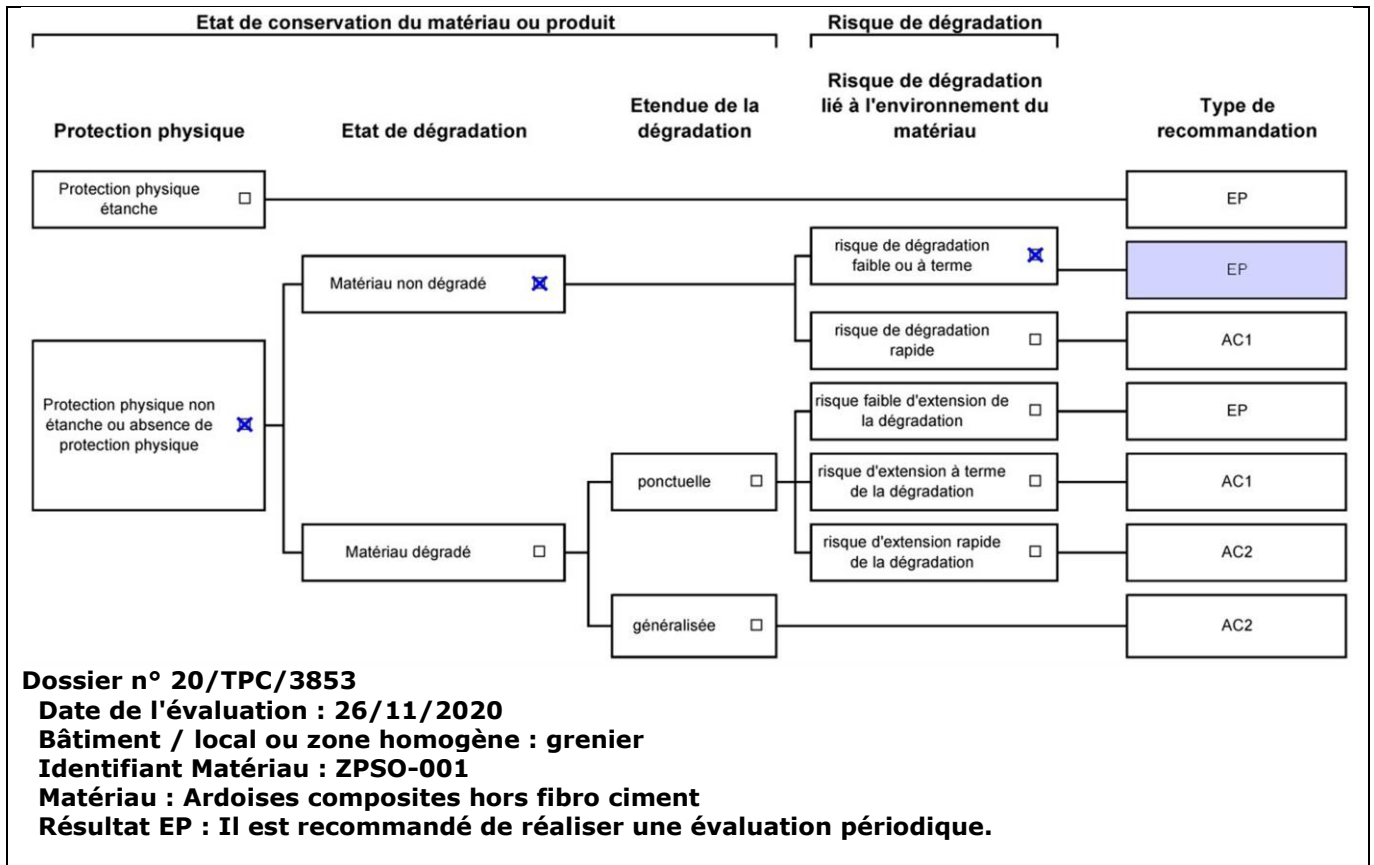 Etat de conservation du matériau ou produit
Risque de dégradation
Protection physique
Etat de dégradation
Etendue de la
dégradation
Risque de dégradation
lié à l'environnement du
matériau
Type de
recommandation
Protection physique
étanche
EP
risque de dégradation
faible ou à terme
EP
Matériau non dégradé
risque de dégradation
rapide
AC1
Protection physique non
étanche ou absence de
protection physique
risque faible d'extension de
la dégradation
EP
ponctuelle
risque d'extension à terme
de la dégradation
AC1
Matériau dégradé
risque d'extension rapide
de la dégradation
AC2
généralisée
AC2
Dossier n° 20/TPC/3853
Date de l'évaluation : 26/11/2020
Bâtiment / local ou zone homogène : grenier
Identifiant Matériau : ZPSO-001
Matériau : Ardoises composites hors fibro ciment
Résultat EP : Il est recommandé de réaliser une évaluation périodique.